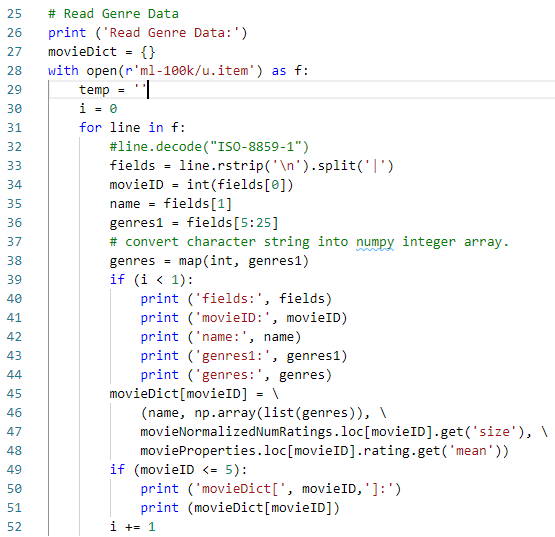 25 # Read Genre Data
26 print ('Read Genre Data:')
27 movieDict = {}
28 with open(r'ml-100k/u.item') as f:
29     temp = ''
30     i = 0
31     for line in f:
32         #line.decode("ISO-8859-1")
33         fields = line.rstrip('\n').split('|')
34         movieID = int(fields[0])
35         name = fields[1]
36         genres1 = fields[5:25]
37         # convert character string into numpy integer array.
38         genres = map(int, genres1)
39         if (i < 1):
40             print ('fields:', fields)
41             print ('movieID:', movieID)
42             print ('name:', name)
43             print ('genres1:', genres1)
44             print ('genres:', genres)
45         movieDict[movieID] = \
46             (name, np.array(list(genres)), \
47             movieNormalizedNumRatings.loc[movieID].get('size'), \
48             movieProperties.loc[movieID].rating.get('mean'))
49         if (movieID <= 5):
50             print ('movieDict[', movieID,']:')
51             print (movieDict[movieID])
52         i += 1